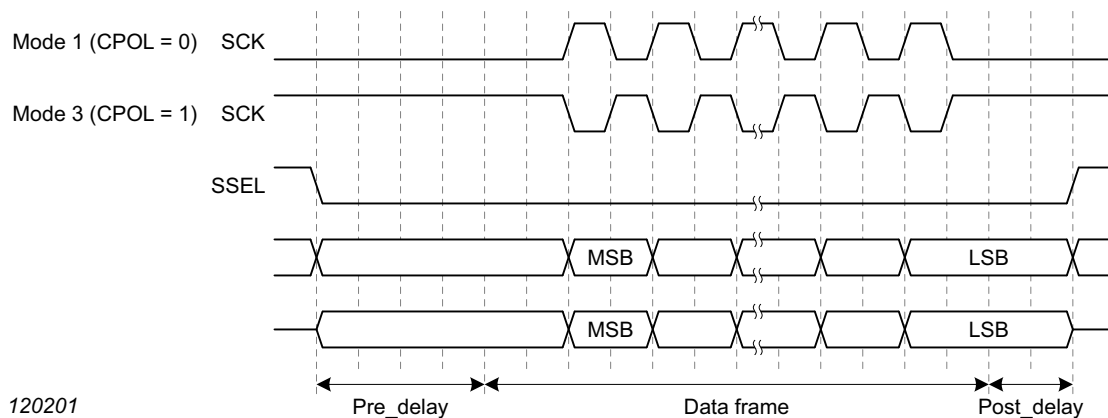 Mode 1 (CPOL = 0) SCK
Mode 3 (CPOL = 1) SCK
SSEL
MSB LSB
MSB LSB
Pre_delay Data frame Post_delay
120201